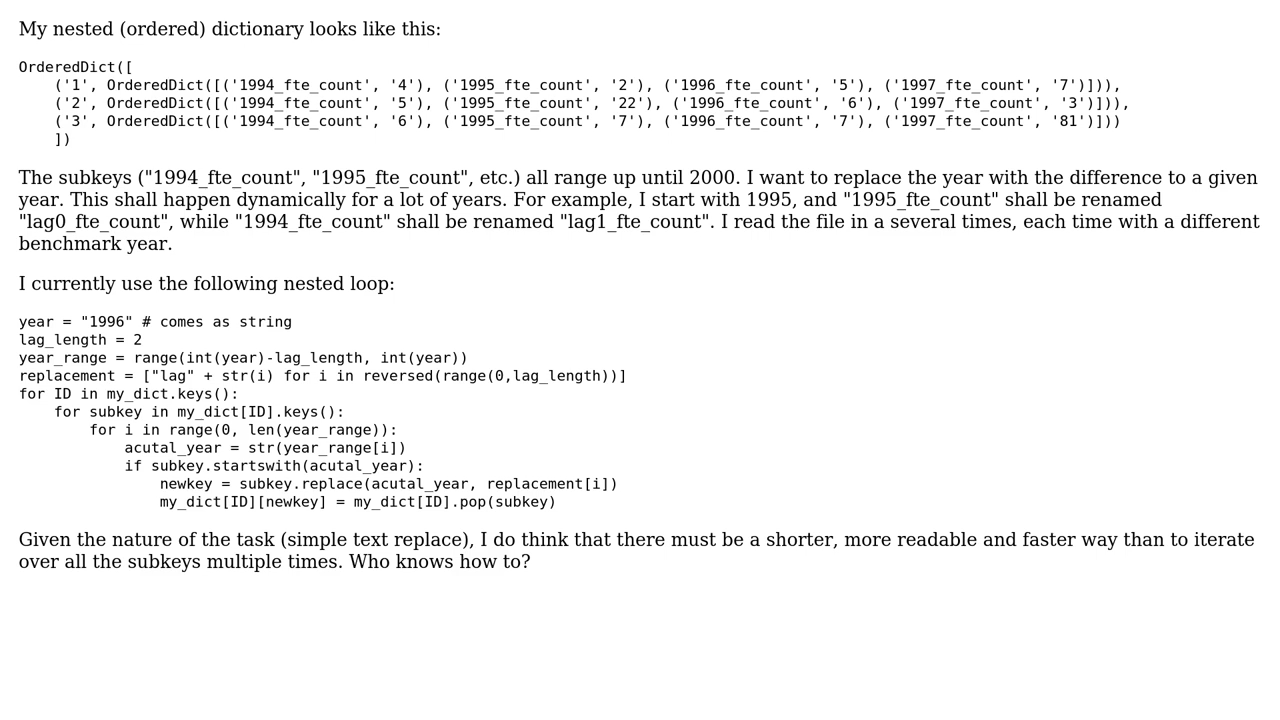 My nested (ordered) dictionary looks like this:
OrderedDict([
    ('1', OrderedDict([('1994_fte_count', '4'), ('1995_fte_count', '2'), ('1996_fte_count', '5'), ('1997_fte_count', '7')])),
    ('2', OrderedDict([('1994_fte_count', '5'), ('1995_fte_count', '22'), ('1996_fte_count', '6'), ('1997_fte_count', '3')])),
    ('3', OrderedDict([('1994_fte_count', '6'), ('1995_fte_count', '7'), ('1996_fte_count', '7'), ('1997_fte_count', '81')]))
    ])
The subkeys ("1994_fte_count", "1995_fte_count", etc.) all range up until 2000. I want to replace the year with the difference to a given
year. This shall happen dynamically for a lot of years. For example, I start with 1995, and "1995_fte_count" shall be renamed
"lag0_fte_count", while "1994_fte_count" shall be renamed "lag1_fte_count". I read the file in a several times, each time with a different
benchmark year.
I currently use the following nested loop:
year = "1996" # comes as string
lag_length = 2
year_range = range(int(year)-lag_length, int(year))
replacement = ["lag" + str(i) for i in reversed(range(0,lag_length))]
for ID in my_dict.keys():
    for subkey in my_dict[ID].keys():
        for i in range(0, len(year_range)):
            acutal_year = str(year_range[i])
            if subkey.startswith(acutal_year):
                newkey = subkey.replace(acutal_year, replacement[i])
                my_dict[ID][newkey] = my_dict[ID].pop(subkey)
Given the nature of the task (simple text replace), I do think that there must be a shorter, more readable and faster way than to iterate
over all the subkeys multiple times. Who knows how to?